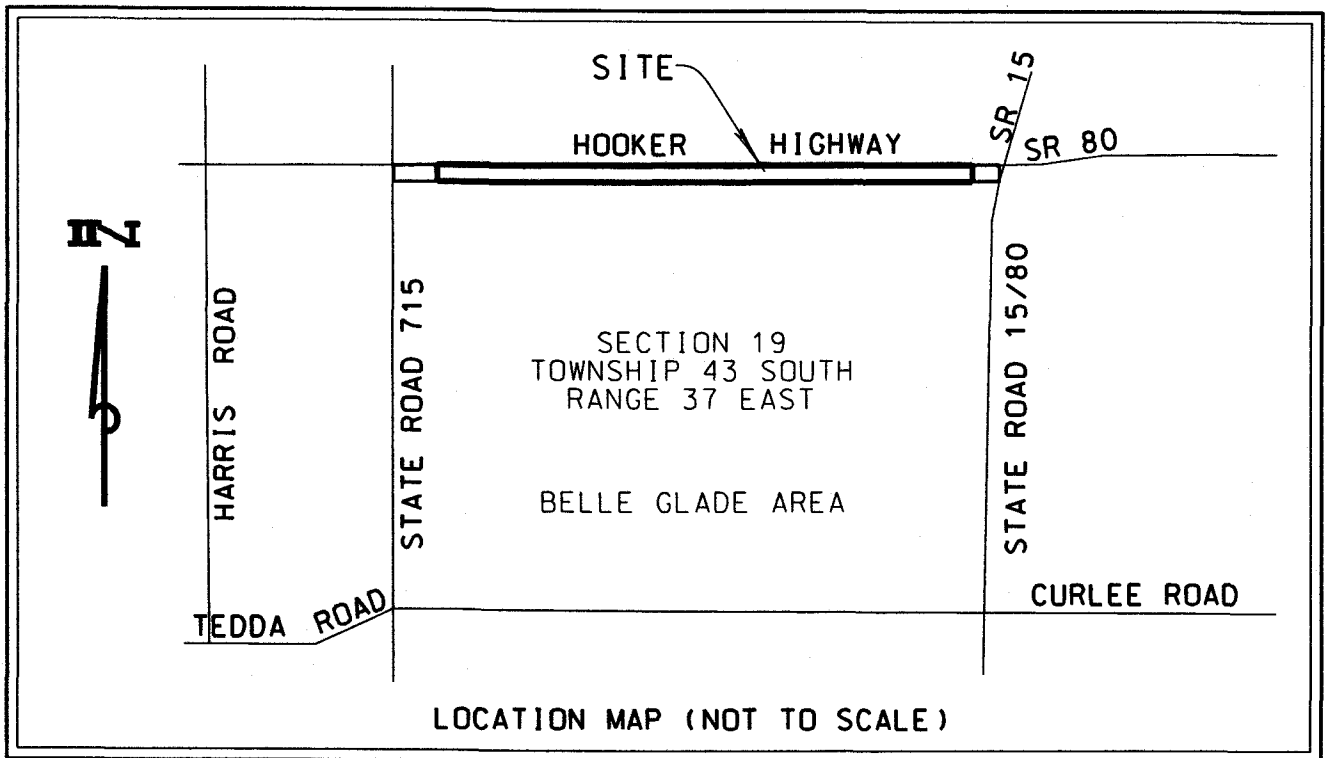 SITE
SR 15
HOOKER HIGHWAY
SR 80
N
HARRIS ROAD
STATE ROAD 715
SECTION 19
TOWNSHIP 43 SOUTH
RANGE 37 EAST
BELLE GLADE AREA
STATE ROAD 15/80
TEDDA ROAD
CURLEE ROAD
LOCATION MAP (NOT TO SCALE)